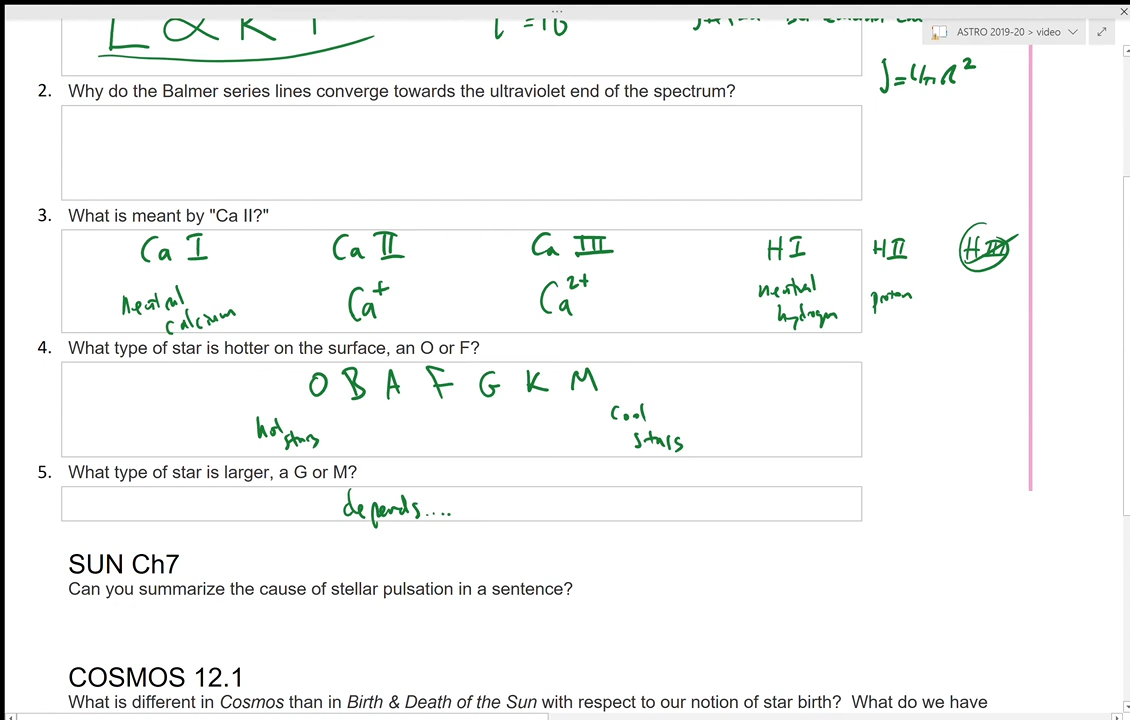 L ∝ R T
T = 10
ASTRO 2019-20 > video
J = 4πR²
2. Why do the Balmer series lines converge towards the ultraviolet end of the spectrum?
3. What is meant by "Ca II?"
Ca I Ca II Ca III HI HII HIII
neutral calcium Ca⁺ Ca²⁺ neutral hydrogen proton
4. What type of star is hotter on the surface, an O or F?
O B A F G K M
hot stars cool stars
5. What type of star is larger, a G or M?
depends....
SUN Ch7
Can you summarize the cause of stellar pulsation in a sentence?
COSMOS 12.1
What is different in Cosmos than in Birth & Death of the Sun with respect to our notion of star birth? What do we have